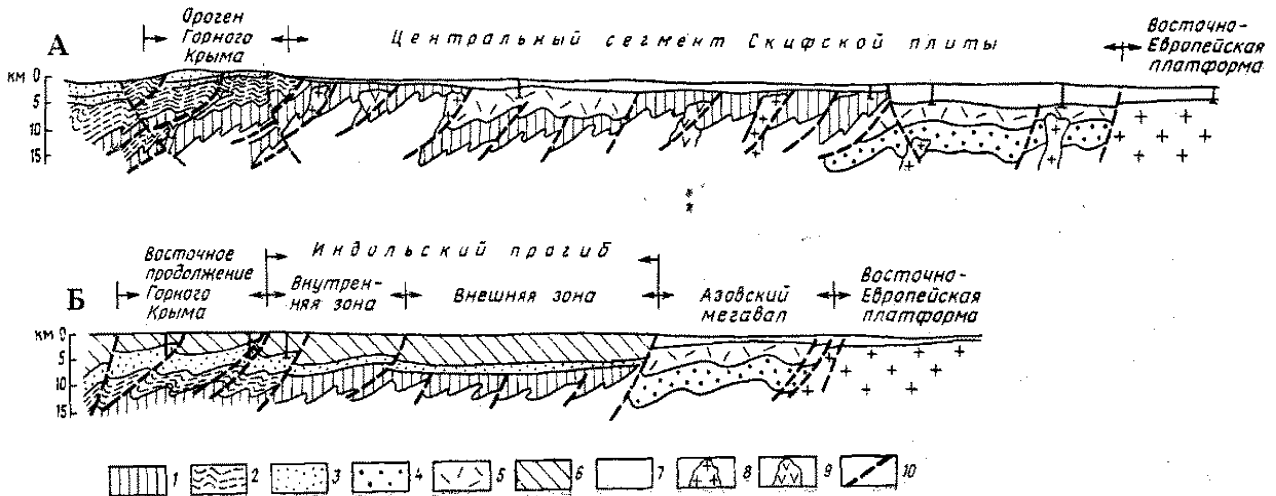 А
Ороген
Горного
Крыма
Центральный сегмент Скифской плиты
Восточно-
Европейская
платформа
км 0
5
10
15
Б
Восточное
продолжение
Горного
Крыма
Индольский прогиб
Внутрен-
няя зона
Внешняя зона
Азовский
мегавал
Восточно-
Европейская
платформа
км 0
5
10
15
1 2 3 4 5 6 7 8 9 10